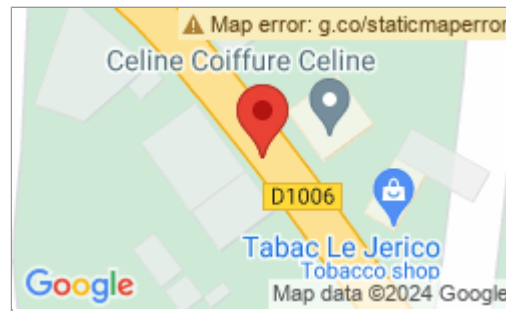 Map error: g.co/staticmaperror
Celine Coiffure Celine
D1006
Tabac Le Jerico
Tobacco shop
Google
Map data ©2024 Google